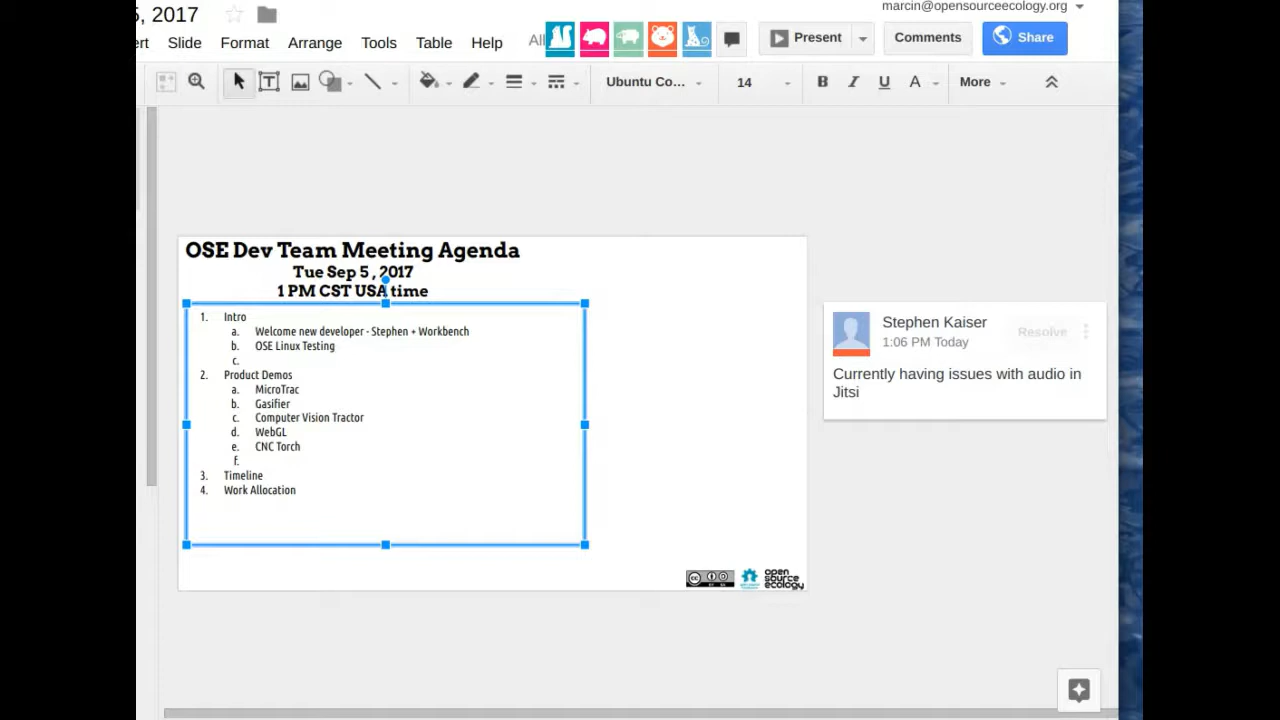 5, 2017
marcin@opensourceecology.org
Slide Format Arrange Tools Table Help All
Present
Comments
Share
Ubuntu Co...
14
B I U A
More
OSE Dev Team Meeting Agenda
Tue Sep 5 , 2017
1 PM CST USA time
1. Intro
a. Welcome new developer - Stephen + Workbench
b. OSE Linux Testing
c.
2. Product Demos
a. MicroTrac
b. Gasifier
c. Computer Vision Tractor
d. WebGL
e. CNC Torch
f.
3. Timeline
4. Work Allocation
Stephen Kaiser
1:06 PM Today
Resolve
Currently having issues with audio in
Jitsi
cc
open
source
ecology